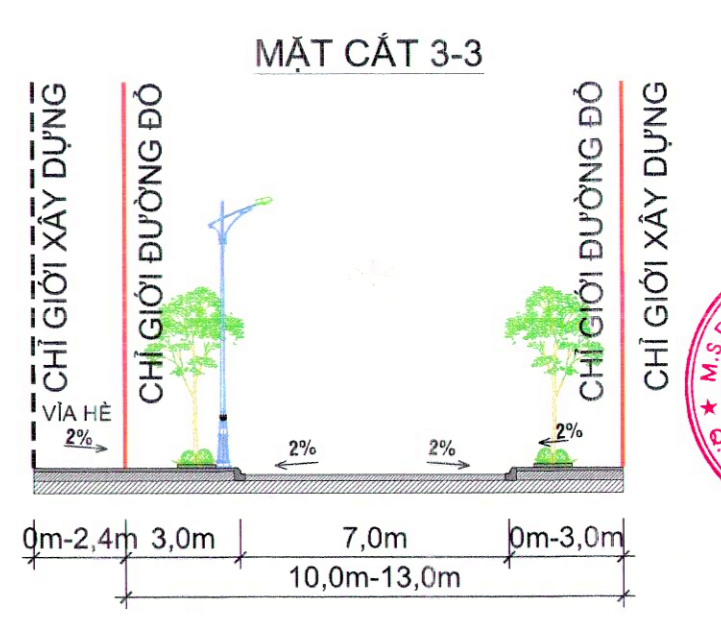 MẶT CẮT 3-3
CHỈ GIỚI XÂY DỰNG
CHỈ GIỚI ĐƯỜNG ĐỎ
CHỈ GIỚI ĐƯỜNG ĐỎ
CHỈ GIỚI XÂY DỰNG
VỈA HÈ
2%
2%
2%
2%
0m-2,4m
3,0m
7,0m
0m-3,0m
10,0m-13,0m
★ M.S.